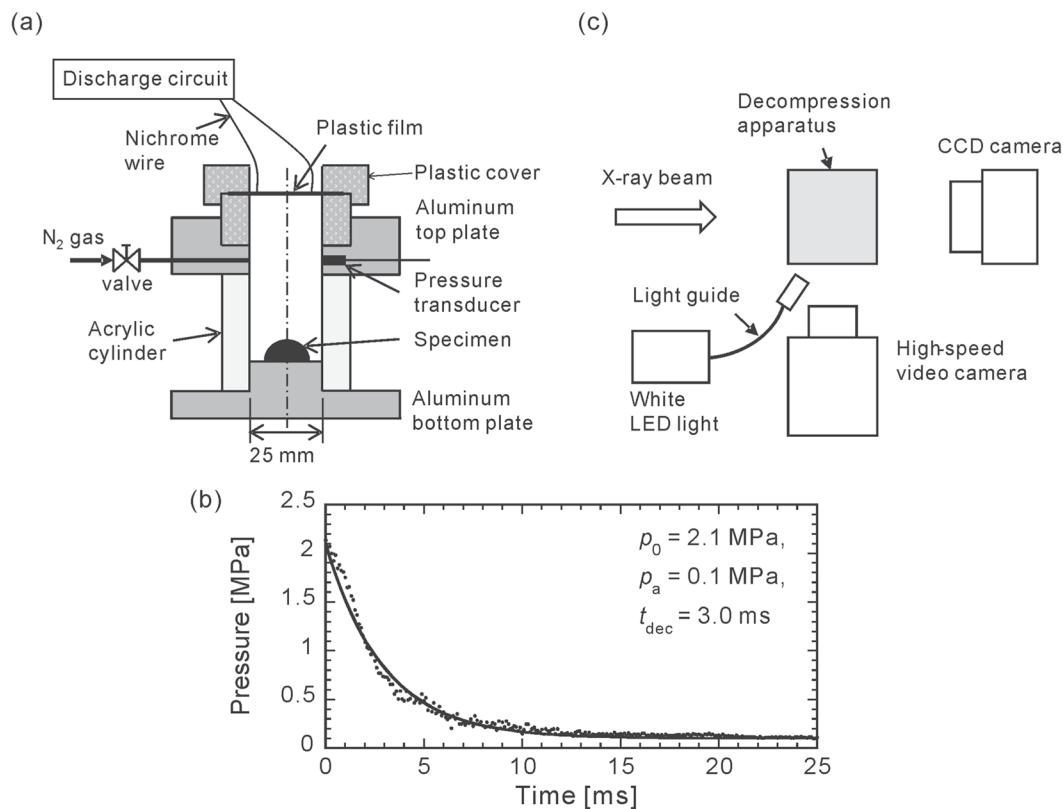 (a)
Discharge circuit
Nichrome
wire
Plastic film
Plastic cover
Aluminum
top plate
N2 gas
valve
Pressure
transducer
Acrylic
cylinder
Specimen
Aluminum
bottom plate
25 mm
(c)
Decompression
apparatus
CCD camera
X-ray beam
Light guide
High-speed
video camera
White
LED light
(b)
2.5
2
1.5
1
0.5
0
Pressure [MPa]
p0 = 2.1 MPa,
pa = 0.1 MPa,
tdec = 3.0 ms
0 5 10 15 20 25
Time [ms]